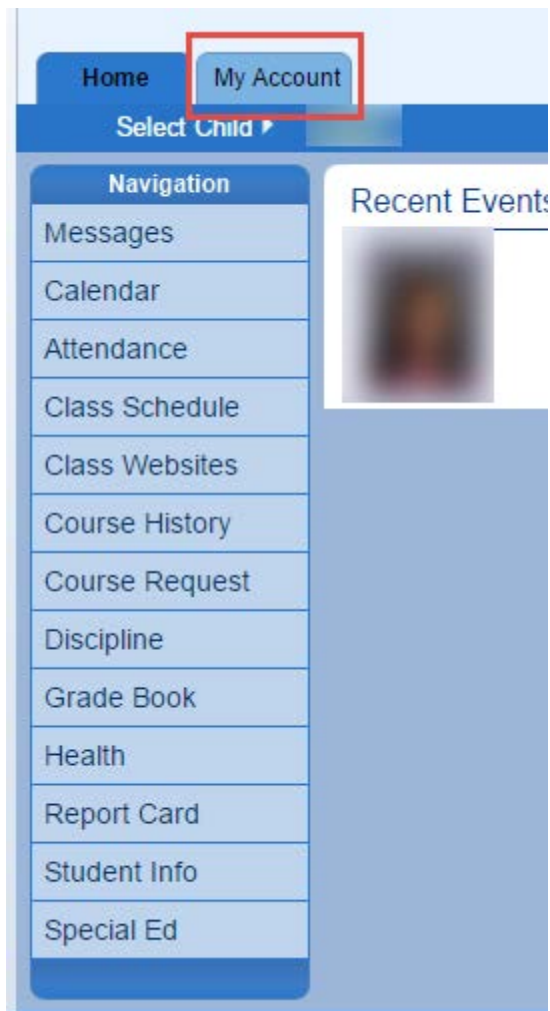 Home My Account
Select Child
Navigation
Recent Events
Messages
Calendar
Attendance
Class Schedule
Class Websites
Course History
Course Request
Discipline
Grade Book
Health
Report Card
Student Info
Special Ed